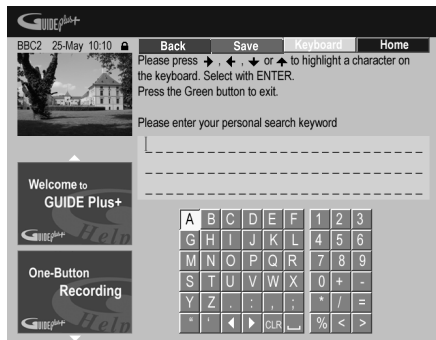 GUIDE plus+
BBC2 25-May 10:10
Back Save Keyboard Home
Please press → , ← , ↓ or ↑ to highlight a character on
the keyboard. Select with ENTER.
Press the Green button to exit.
Please enter your personal search keyword
Welcome to
GUIDE Plus+
GUIDE plus+ Help
One-Button
Recording
GUIDE plus+ Help
A B C D E F 1 2 3
G H I J K L 4 5 6
M N O P Q R 7 8 9
S T U V W X 0 + -
Y Z . : , ; * / =
" ' ◀ ▶ CLR ⎵ % < >